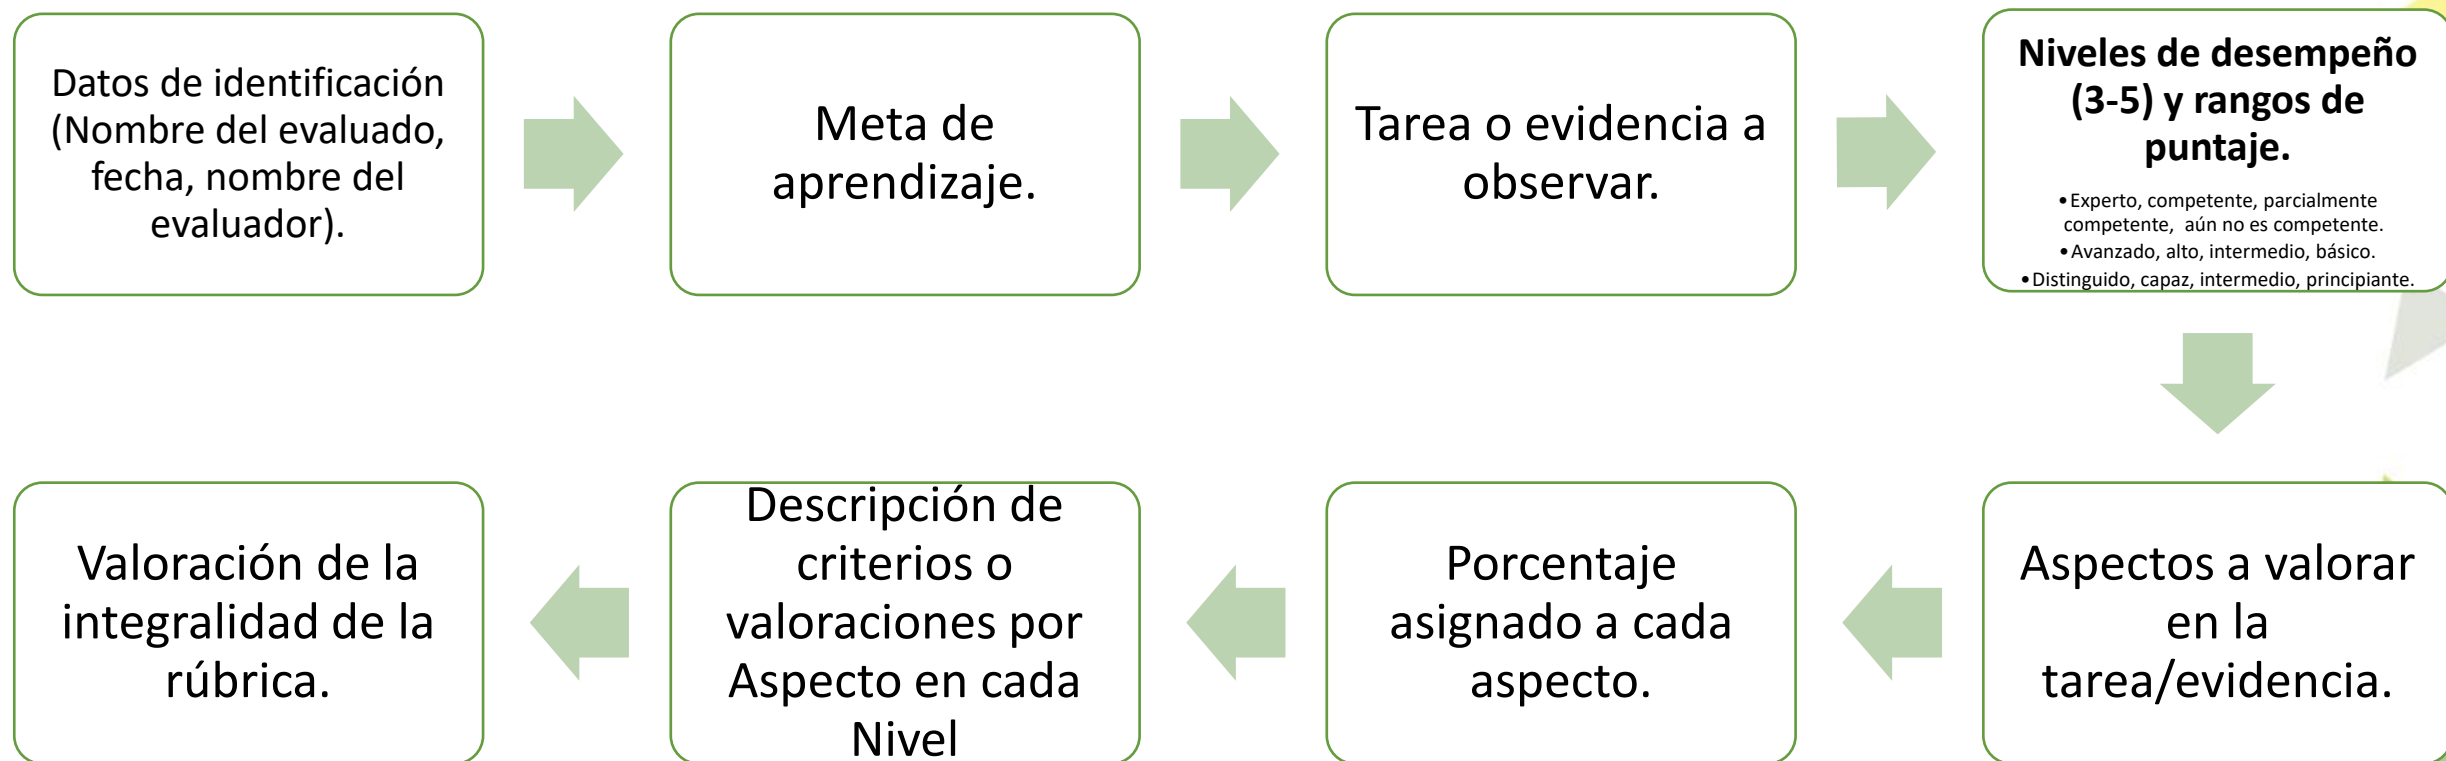 Datos de identificación
(Nombre del evaluado,
fecha, nombre del
evaluador).
Meta de
aprendizaje.
Tarea o evidencia a
observar.
Niveles de desempeño
(3-5) y rangos de
puntaje.
•Experto, competente, parcialmente
competente, aún no es competente.
•Avanzado, alto, intermedio, básico.
•Distinguido, capaz, intermedio, principiante.
Aspectos a valorar
en la
tarea/evidencia.
Porcentaje
asignado a cada
aspecto.
Descripción de
criterios o
valoraciones por
Aspecto en cada
Nivel
Valoración de la
integralidad de la
rúbrica.